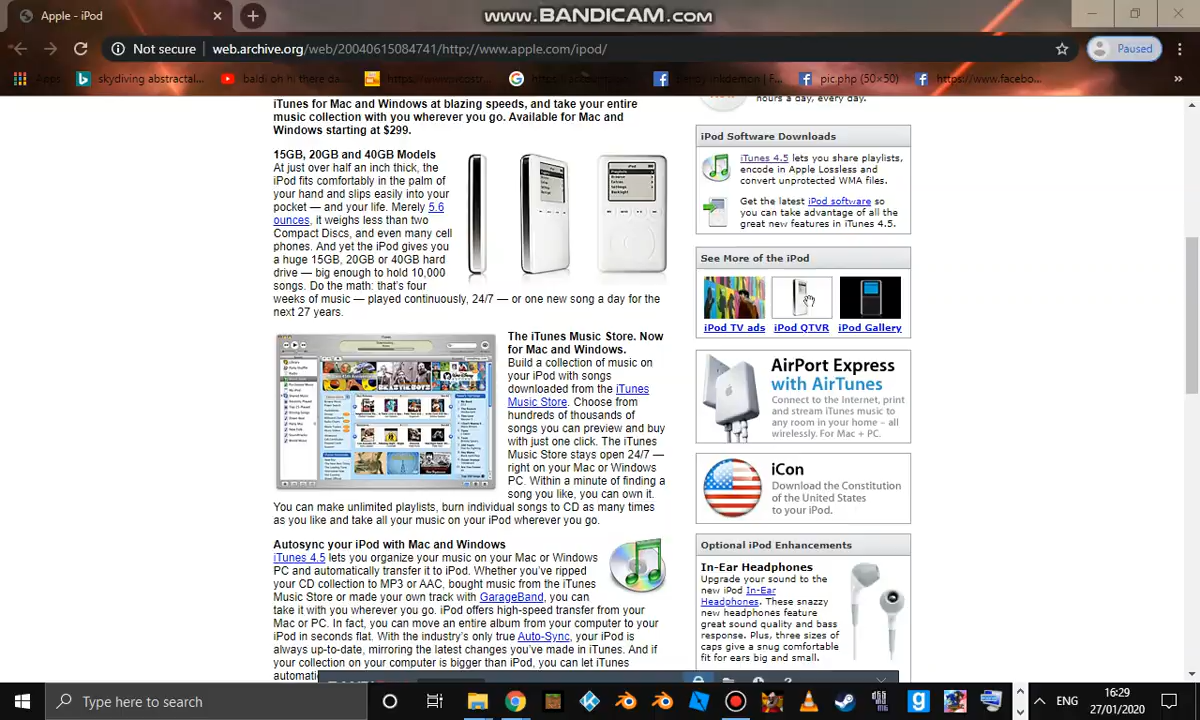 Apple - iPod
www.BANDICAM.com
Not secure
web.archive.org/web/20040615084741/http://www.apple.com/ipod/
Paused
Apps
skydiving abstractal...
baldi oh hi there da...
pic.php (50×50)
https://www.facebo...
iTunes for Mac and Windows at blazing speeds, and take your entire
music collection with you wherever you go. Available for Mac and
Windows starting at $299.
15GB, 20GB and 40GB Models
At just over half an inch thick, the
iPod fits comfortably in the palm of
your hand and slips easily into your
pocket — and your life. Merely 5.6
ounces, it weighs less than two
Compact Discs, and even many cell
phones. And yet the iPod gives you
a huge 15GB, 20GB or 40GB hard
drive — big enough to hold 10,000
songs. Do the math: that's four
weeks of music — played continuously, 24/7 — or one new song a day for the
next 27 years.
The iTunes Music Store. Now
for Mac and Windows.
Build a collection of music on
your iPod with songs
downloaded from the iTunes
Music Store. Choose from
hundreds of thousands of
songs you can preview and buy
with just one click. The iTunes
Music Store stays open 24/7 —
right on your Mac or Windows
PC. Within a minute of finding a
song you like, you can own it.
You can make unlimited playlists, burn individual songs to CD as many times
as you like and take all your music on your iPod wherever you go.
Autosync your iPod with Mac and Windows
iTunes 4.5 lets you organize your music on your Mac or Windows
PC and automatically transfer it to iPod. Whether you've ripped
your CD collection to MP3 or AAC, bought music from the iTunes
Music Store or made your own track with GarageBand, you can
take it with you wherever you go. iPod offers high-speed transfer from your
Mac or PC. In fact, you can move an entire album from your computer to your
iPod in seconds flat. With the industry's only true Auto-Sync, your iPod is
always up-to-date, mirroring the latest changes you've made in iTunes. And if
your collection on your computer is bigger than iPod, you can let iTunes
hours a day, every day.
iPod Software Downloads
iTunes 4.5 lets you share playlists,
encode in Apple Lossless and
convert unprotected WMA files.
Get the latest iPod software so
you can take advantage of all the
great new features in iTunes 4.5.
See More of the iPod
iPod TV ads
iPod QTVR
iPod Gallery
AirPort Express
with AirTunes
Connect to the Internet, print
and stream iTunes music to
any room in your home – all
wirelessly. For Mac + PC.
iCon
Download the Constitution
of the United States
to your iPod.
Optional iPod Enhancements
In-Ear Headphones
Upgrade your sound to the
new iPod In-Ear
Headphones. These snazzy
new headphones feature
great sound quality and bass
response. Plus, three sizes of
caps give a snug comfortable
fit for ears big and small.
Type here to search
ENG
16:29
27/01/2020